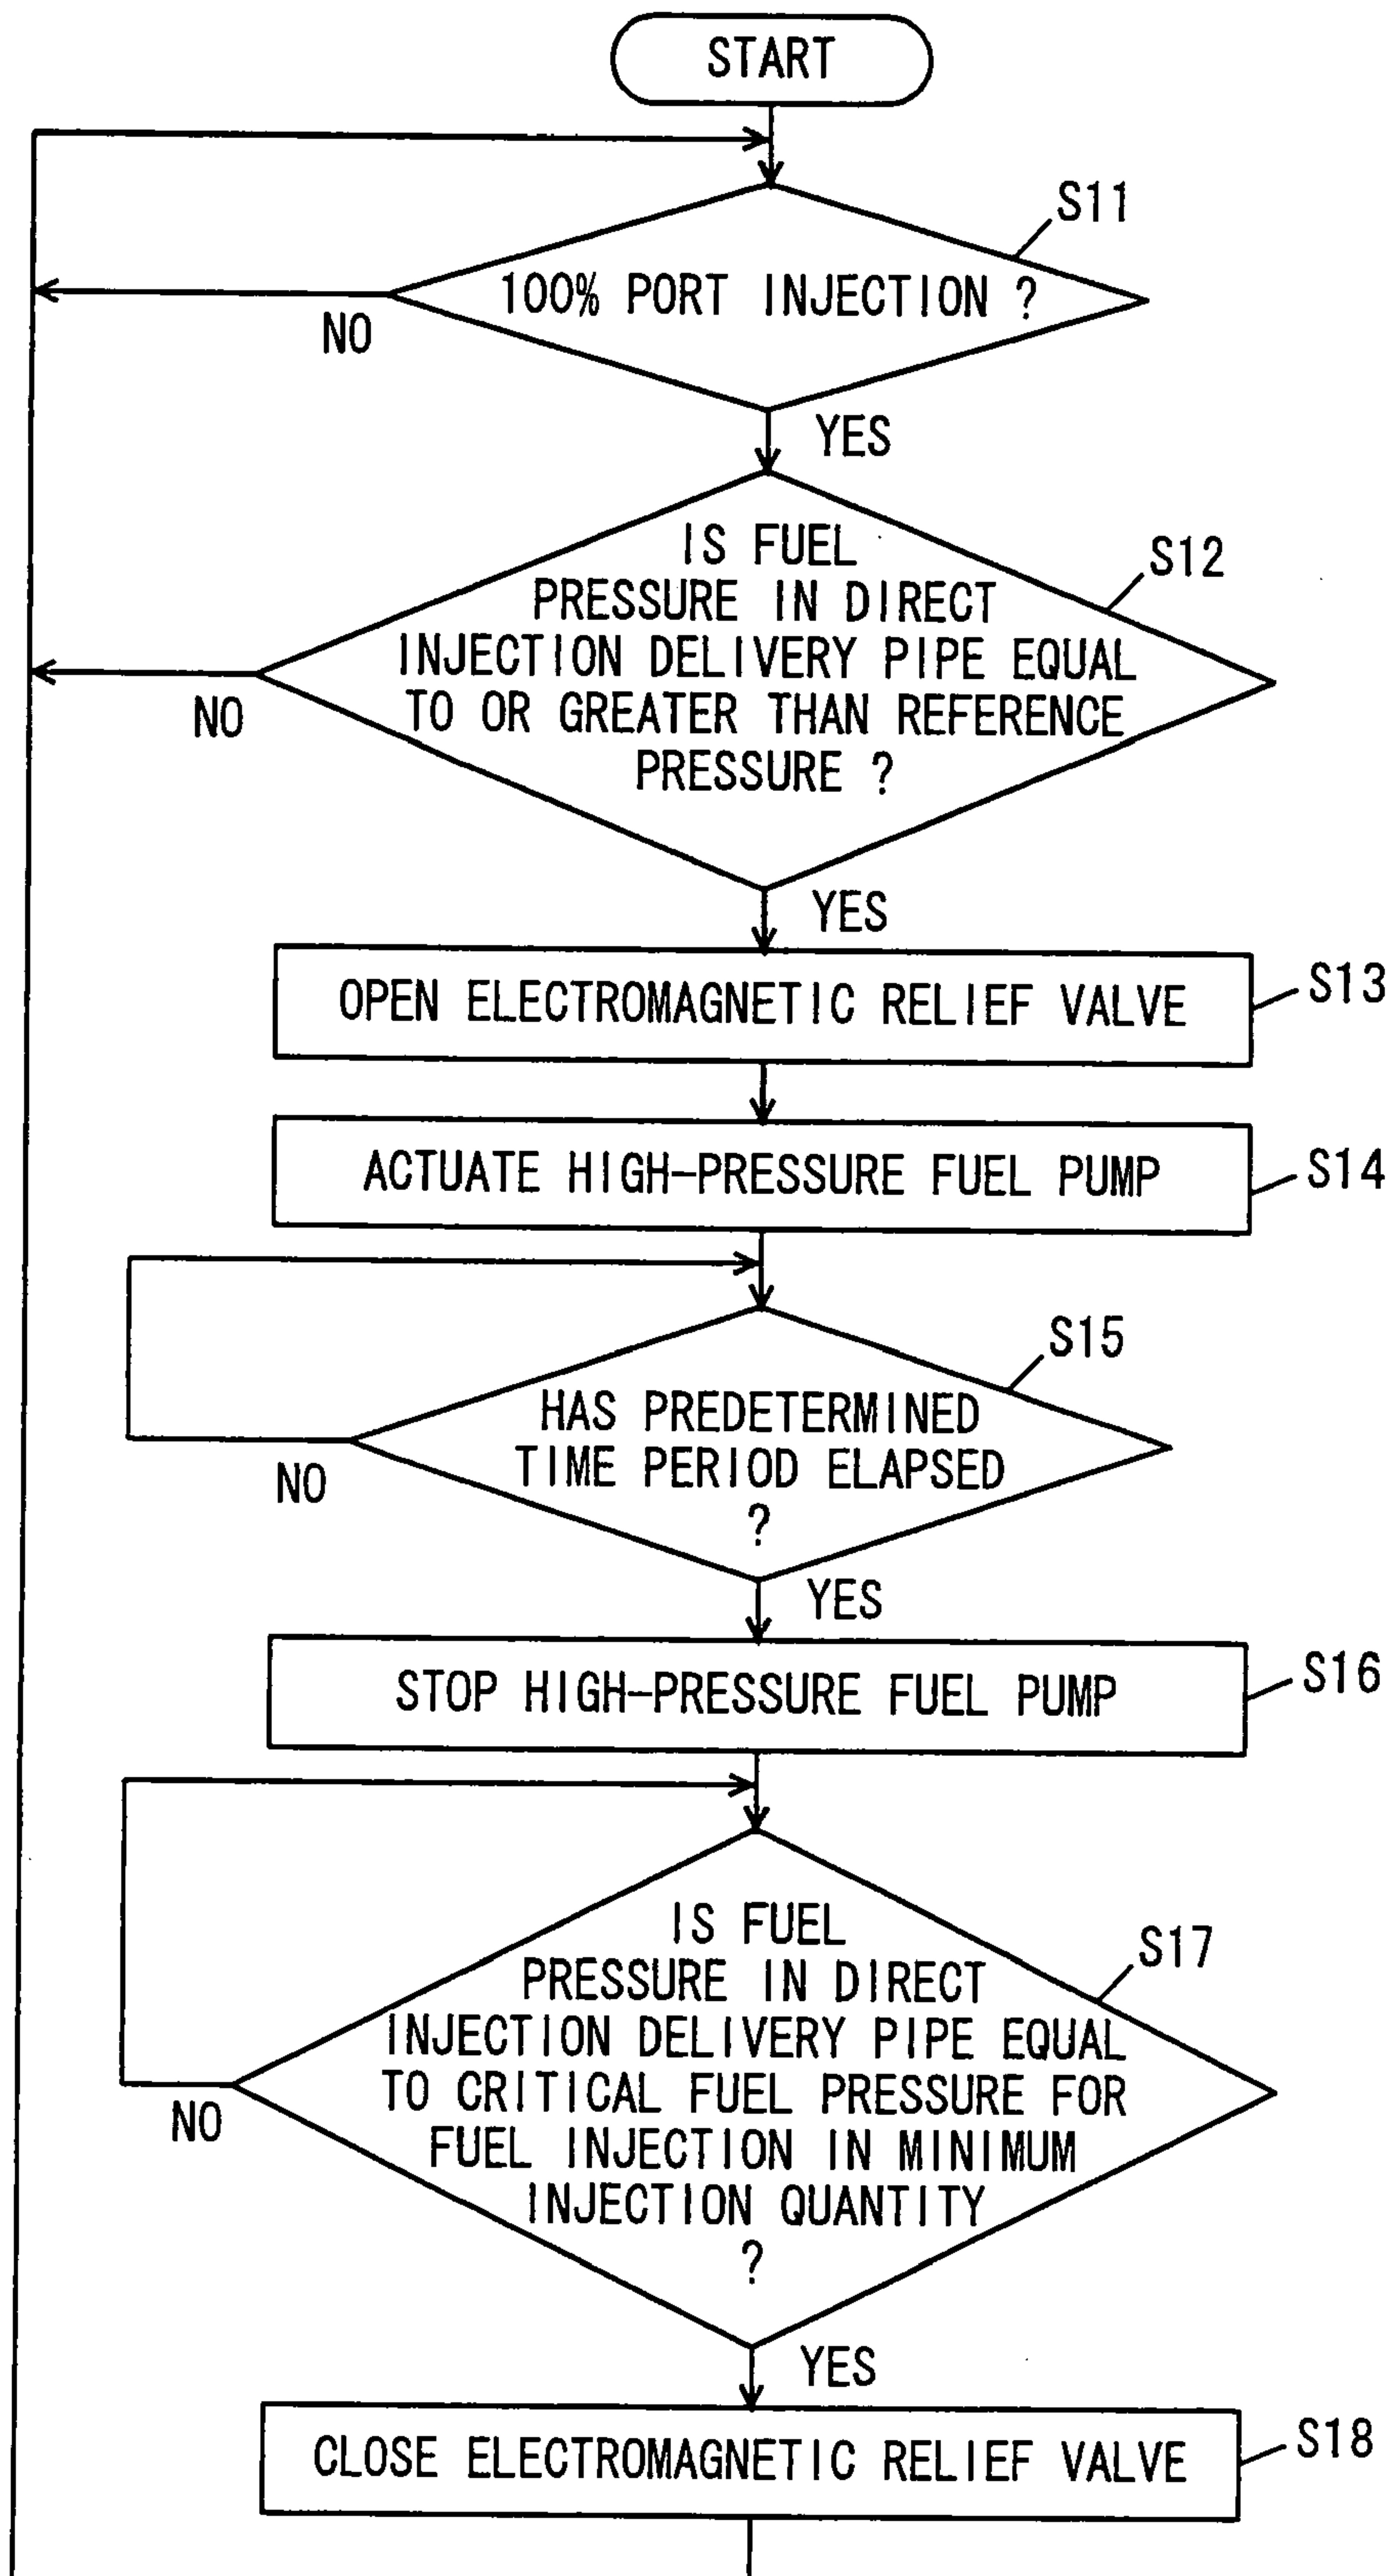 START
S11
100% PORT INJECTION ?
NO
YES
IS FUEL
S12
PRESSURE IN DIRECT
INJECTION DELIVERY PIPE EQUAL
TO OR GREATER THAN REFERENCE
NO
PRESSURE ?
YES
OPEN ELECTROMAGNETIC RELIEF VALVE
S13
ACTUATE HIGH-PRESSURE FUEL PUMP
S14
S15
HAS PREDETERMINED
TIME PERIOD ELAPSED
NO
?
YES
STOP HIGH-PRESSURE FUEL PUMP
S16
IS FUEL
S17
PRESSURE IN DIRECT
INJECTION DELIVERY PIPE EQUAL
TO CRITICAL FUEL PRESSURE FOR
NO
FUEL INJECTION IN MINIMUM
INJECTION QUANTITY
?
YES
CLOSE ELECTROMAGNETIC RELIEF VALVE
S18